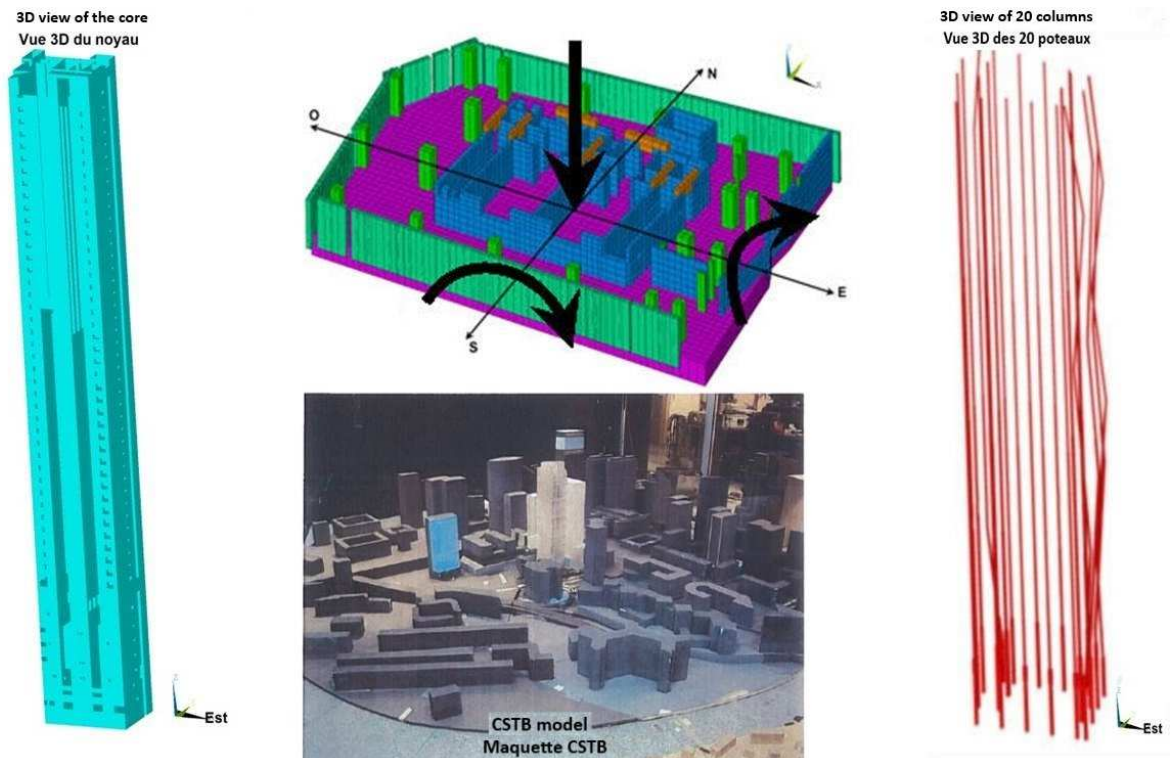 3D view of the core
Vue 3D du noyau
Est
N
O
E
S
CSTB model
Maquette CSTB
3D view of 20 columns
Vue 3D des 20 poteaux
Est